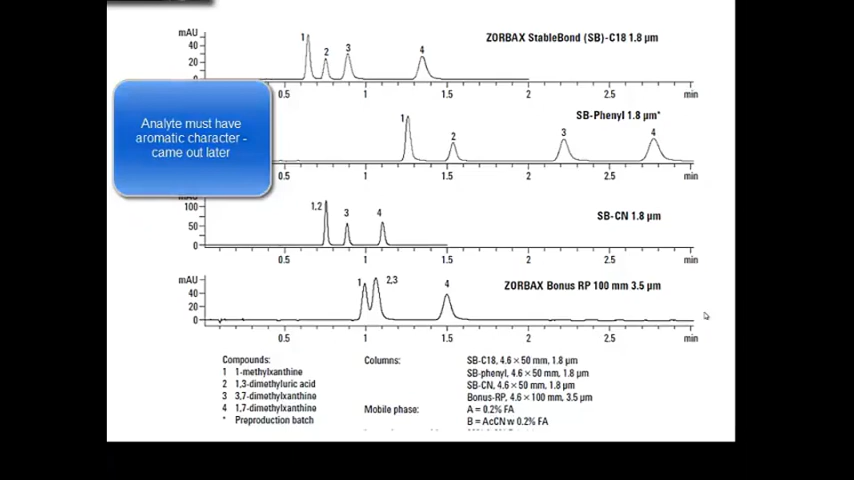 mAU
40
20
0
1
2
3
4
ZORBAX StableBond (SB)-C18 1.8 µm
0.5 1 1.5 2 2.5 min
Analyte must have
aromatic character -
came out later
1
2
3
4
SB-Phenyl 1.8 µm*
1 1.5 2 2.5 min
mAU
100
50
0
1,2
3
4
SB-CN 1.8 µm
0.5 1 1.5 2 2.5 min
mAU
40
20
0
1
2,3
4
ZORBAX Bonus RP 100 mm 3.5 µm
0.5 1 1.5 2 2.5 min
Compounds:
1 1-methylxanthine
2 1,3-dimethyluric acid
3 3,7-dimethylxanthine
4 1,7-dimethylxanthine
* Preproduction batch
Columns:
SB-C18, 4.6 × 50 mm, 1.8 µm
SB-phenyl, 4.6 × 50 mm, 1.8 µm
SB-CN, 4.6 × 50 mm, 1.8 µm
Bonus-RP, 4.6 × 100 mm, 3.5 µm
Mobile phase:
A = 0.2% FA
B = AcCN w 0.2% FA